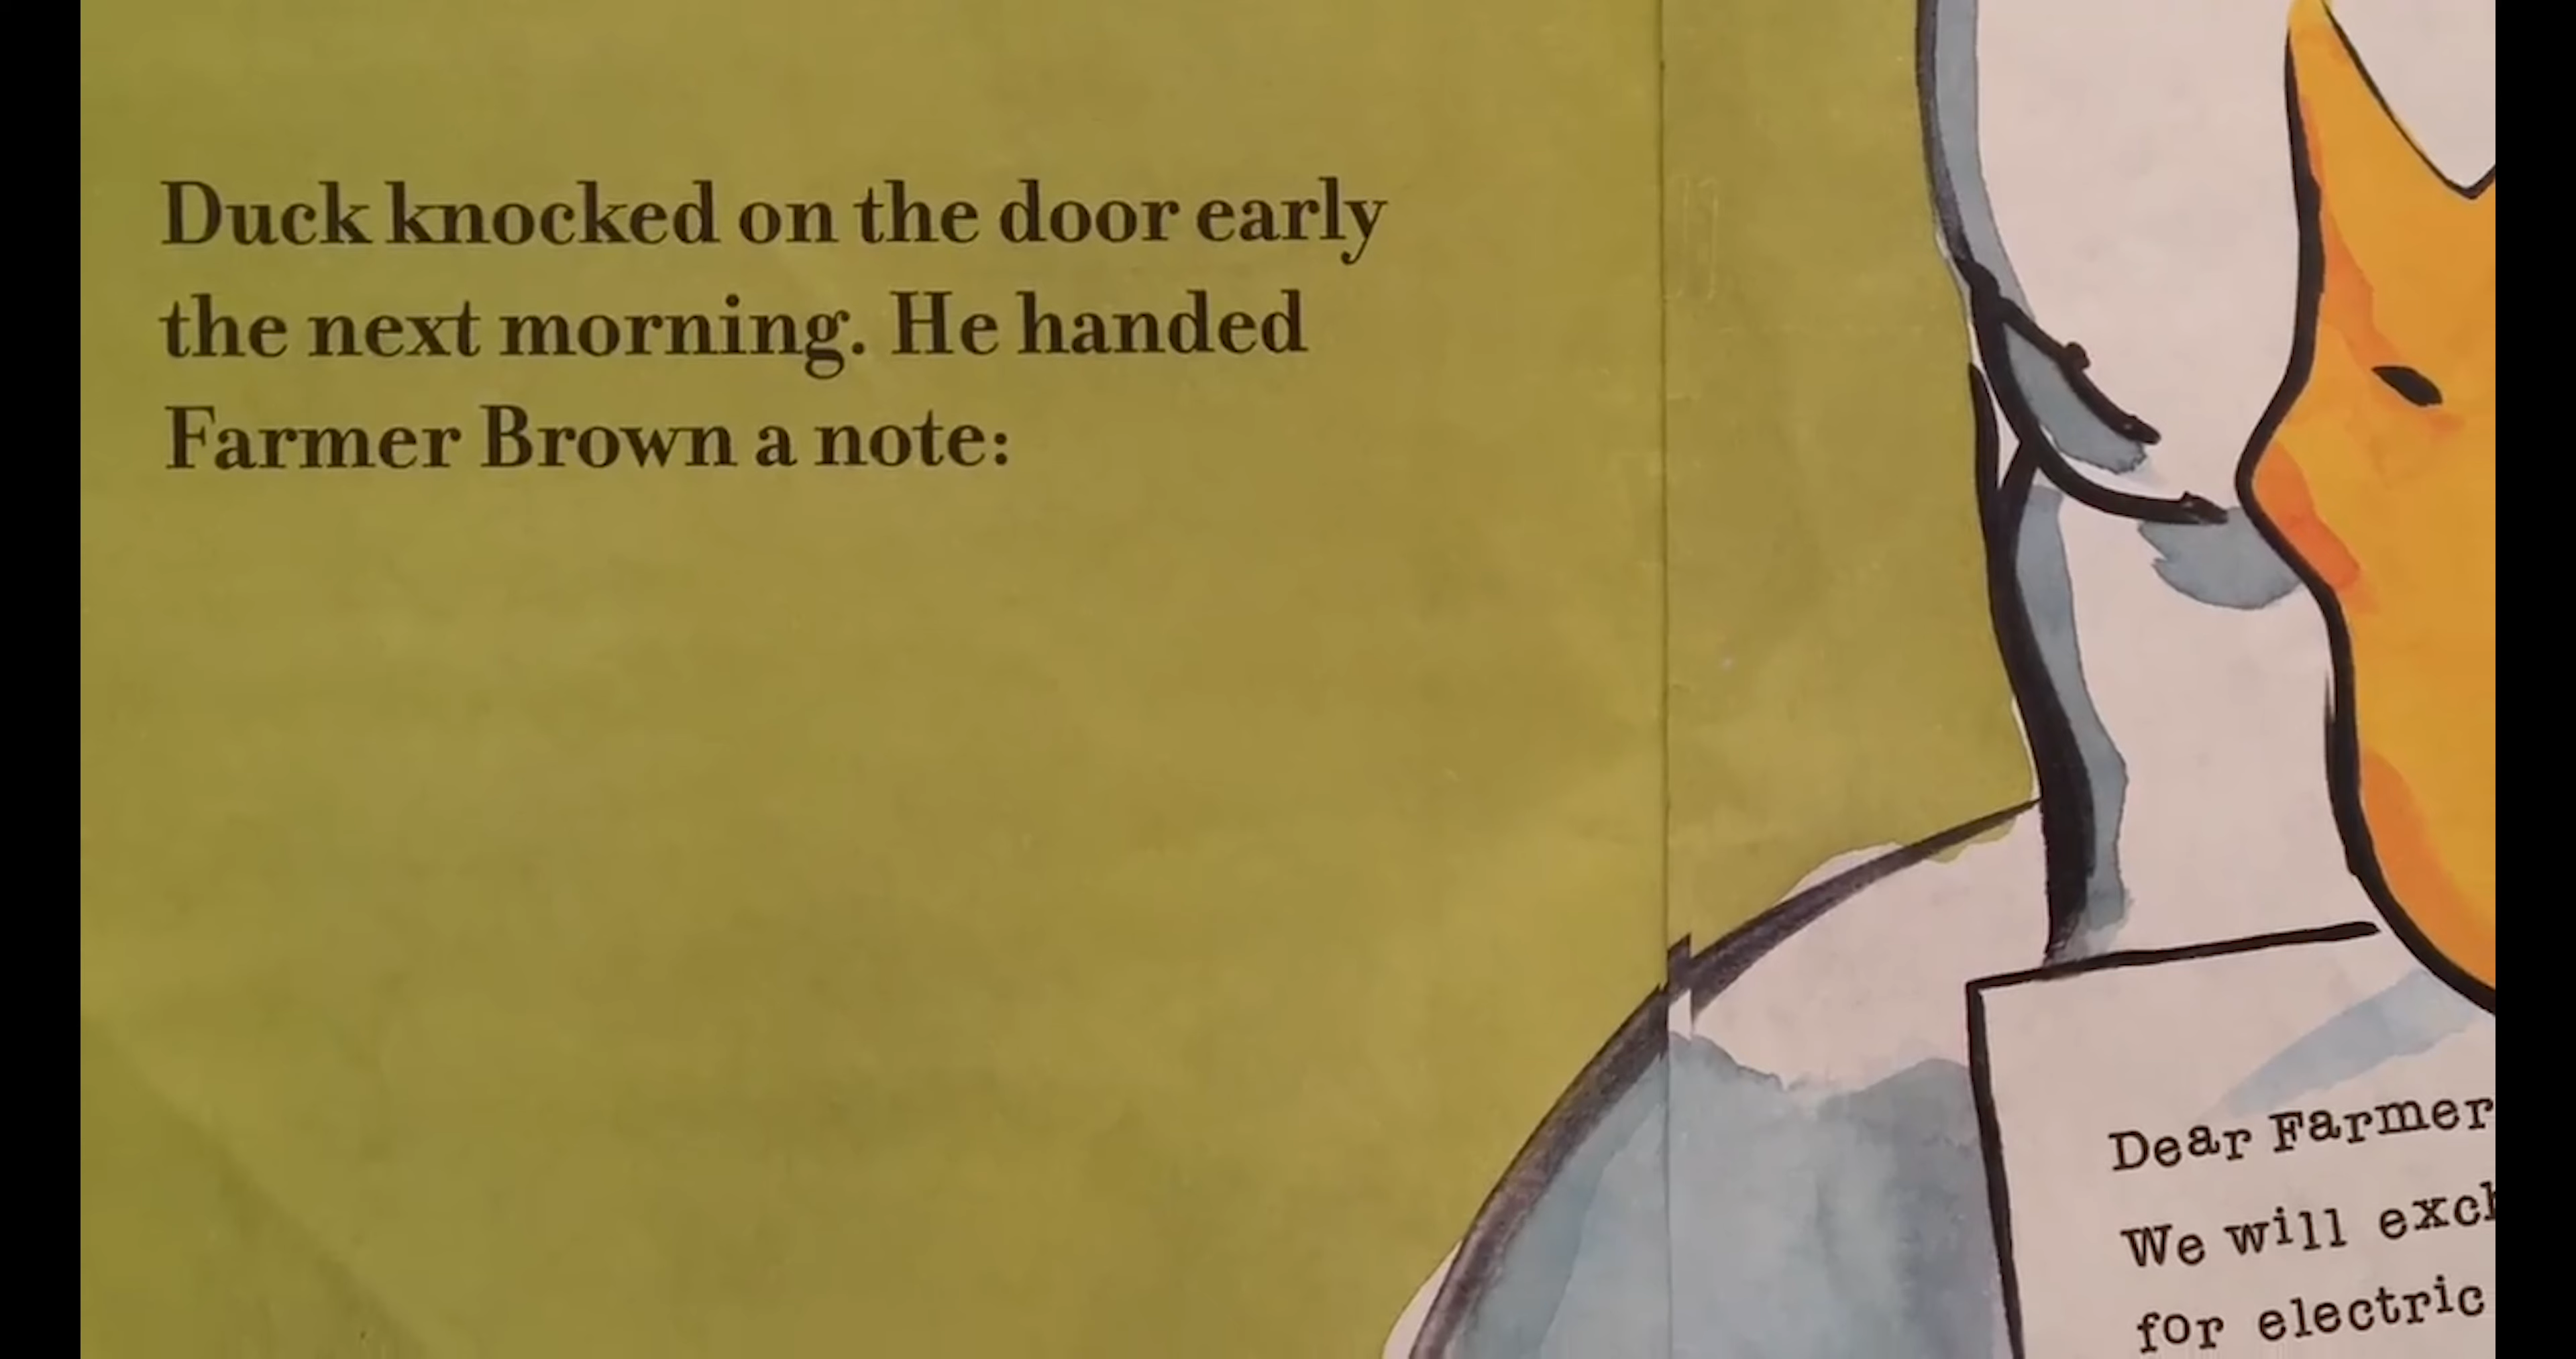 Duck knocked on the door early
the next morning. He handed
Farmer Brown a note:
Dear Farmer
We will
for electric